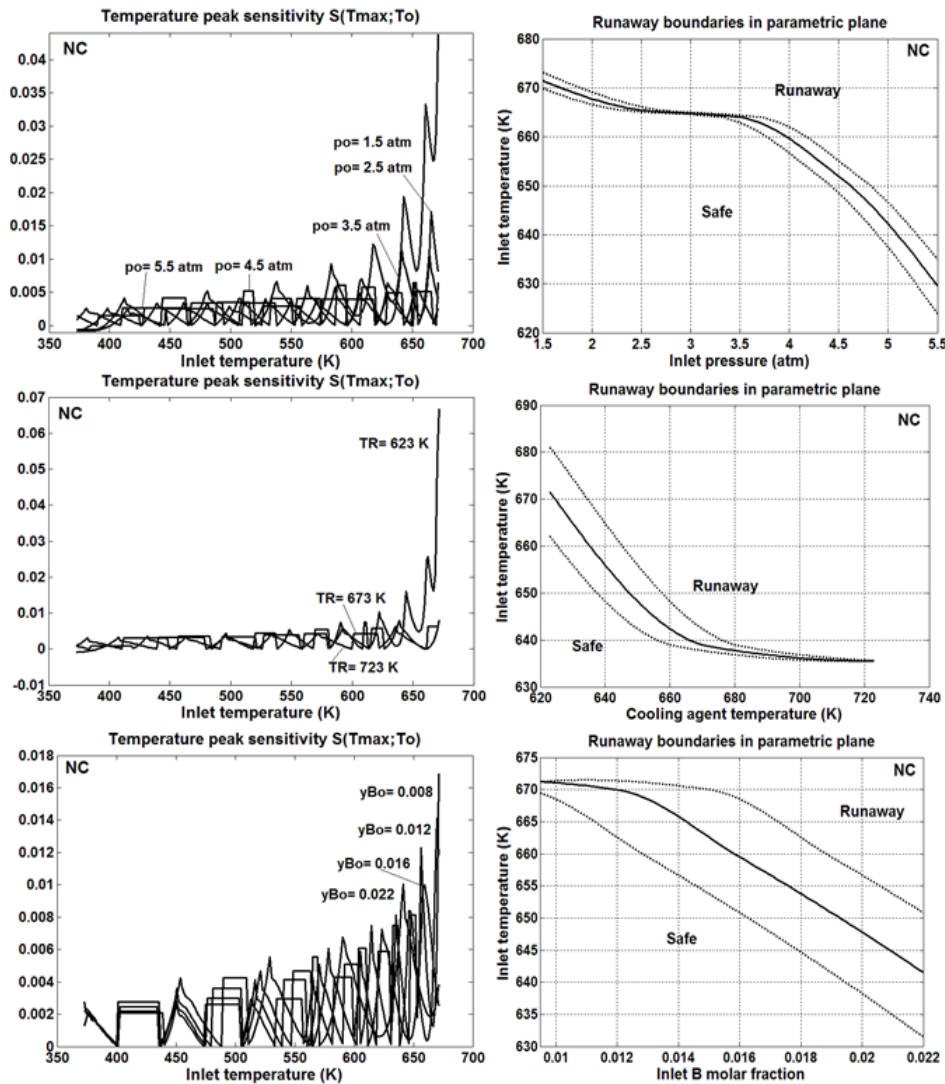 Temperature peak sensitivity S(Tmax;To)
NC
0.04
0.035
0.03
0.025
0.02
0.015
0.01
0.005
0
po= 1.5 atm
po= 2.5 atm
po= 3.5 atm
po= 5.5 atm
po= 4.5 atm
350
400
450
500
550
600
650
700
Inlet temperature (K)
Runaway boundaries in parametric plane
NC
Inlet temperature (K)
680
670
660
650
640
630
620
Runaway
Safe
1.5
2
2.5
3
3.5
4
4.5
5
5.5
Inlet pressure (atm)
Temperature peak sensitivity S(Tmax;To)
NC
0.07
0.06
0.05
0.04
0.03
0.02
0.01
0
-0.01
TR= 623 K
TR= 673 K
TR= 723 K
350
400
450
500
550
600
650
700
Inlet temperature (K)
Runaway boundaries in parametric plane
NC
Inlet temperature (K)
690
680
670
660
650
640
630
Runaway
Safe
620
640
660
680
700
720
740
Cooling agent temperature (K)
Temperature peak sensitivity S(Tmax;To)
NC
0.018
0.016
0.014
0.012
0.01
0.008
0.006
0.004
0.002
0
yBo= 0.008
yBo= 0.012
yBo= 0.016
yBo= 0.022
350
400
450
500
550
600
650
700
Inlet temperature (K)
Runaway boundaries in parametric plane
NC
Inlet temperature (K)
675
670
665
660
655
650
645
640
635
630
Runaway
Safe
0.01
0.012
0.014
0.016
0.018
0.02
0.022
Inlet B molar fraction